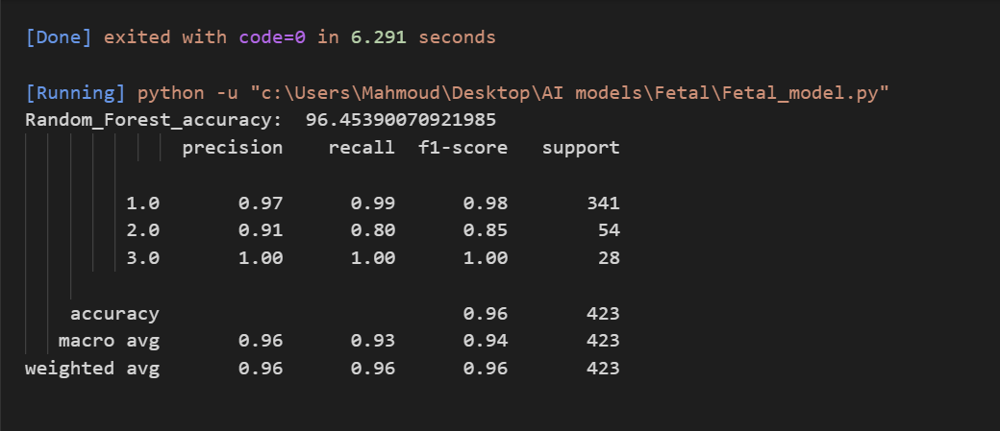 [Done] exited with code=0 in 6.291 seconds
[Running] python -u "c:\Users\Mahmoud\Desktop\AI models\Fetal\Fetal_model.py"
Random_Forest_accuracy:  96.45390070921985
              precision    recall  f1-score   support
         1.0       0.97      0.99      0.98       341
         2.0       0.91      0.80      0.85        54
         3.0       1.00      1.00      1.00        28
    accuracy                           0.96       423
   macro avg       0.96      0.93      0.94       423
weighted avg       0.96      0.96      0.96       423